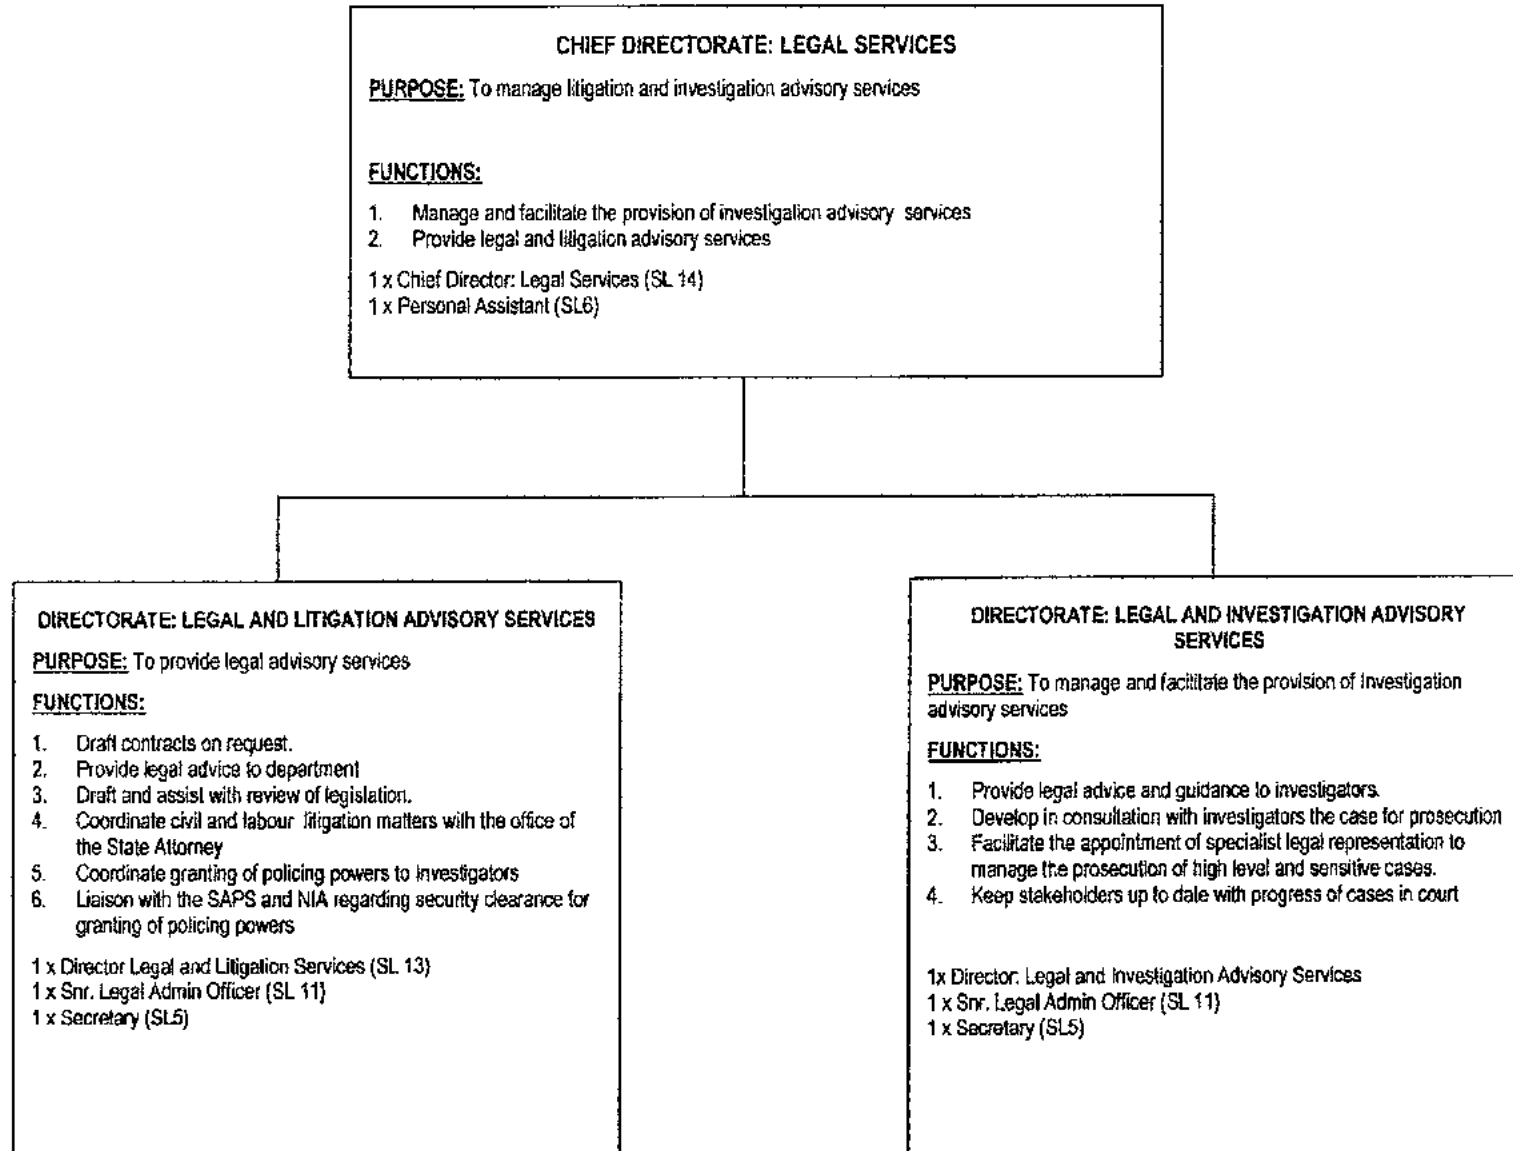 CHIEF DIRECTORATE: LEGAL SERVICES
PURPOSE: To manage litigation and investigation advisory services
FUNCTIONS:
1. Manage and facilitate the provision of investigation advisory services
2. Provide legal and litigation advisory services
1 x Chief Director: Legal Services (SL 14)
1 x Personal Assistant (SL6)
DIRECTORATE: LEGAL AND LITIGATION ADVISORY SERVICES
PURPOSE: To provide legal advisory services
FUNCTIONS:
1. Draft contracts on request.
2. Provide legal advice to department
3. Draft and assist with review of legislation.
4. Coordinate civil and labour litigation matters with the office of
the State Attorney
5. Coordinate granting of policing powers to investigators
6. Liaison with the SAPS and NIA regarding security clearance for
granting of policing powers
1 x Director Legal and Litigation Services (SL 13)
1 x Snr. Legal Admin Officer (SL 11)
1 x Secretary (SL5)
DIRECTORATE: LEGAL AND INVESTIGATION ADVISORY
SERVICES
PURPOSE: To manage and facilitate the provision of Investigation
advisory services
FUNCTIONS:
1. Provide legal advice and guidance to investigators.
2. Develop in consultation with investigators the case for prosecution
3. Facilitate the appointment of specialist legal representation to
manage the prosecution of high level and sensitive cases.
4. Keep stakeholders up to date with progress of cases in court
1x Director: Legal and Investigation Advisory Services
1 x Snr. Legal Admin Officer (SL 11)
1 x Secretary (SL5)